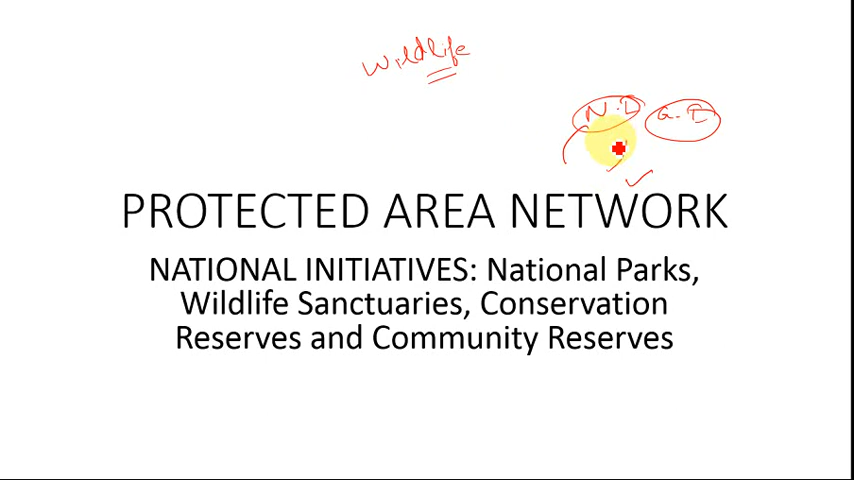 Wildlife
N.I G.I
PROTECTED AREA NETWORK
NATIONAL INITIATIVES: National Parks,
Wildlife Sanctuaries, Conservation
Reserves and Community Reserves